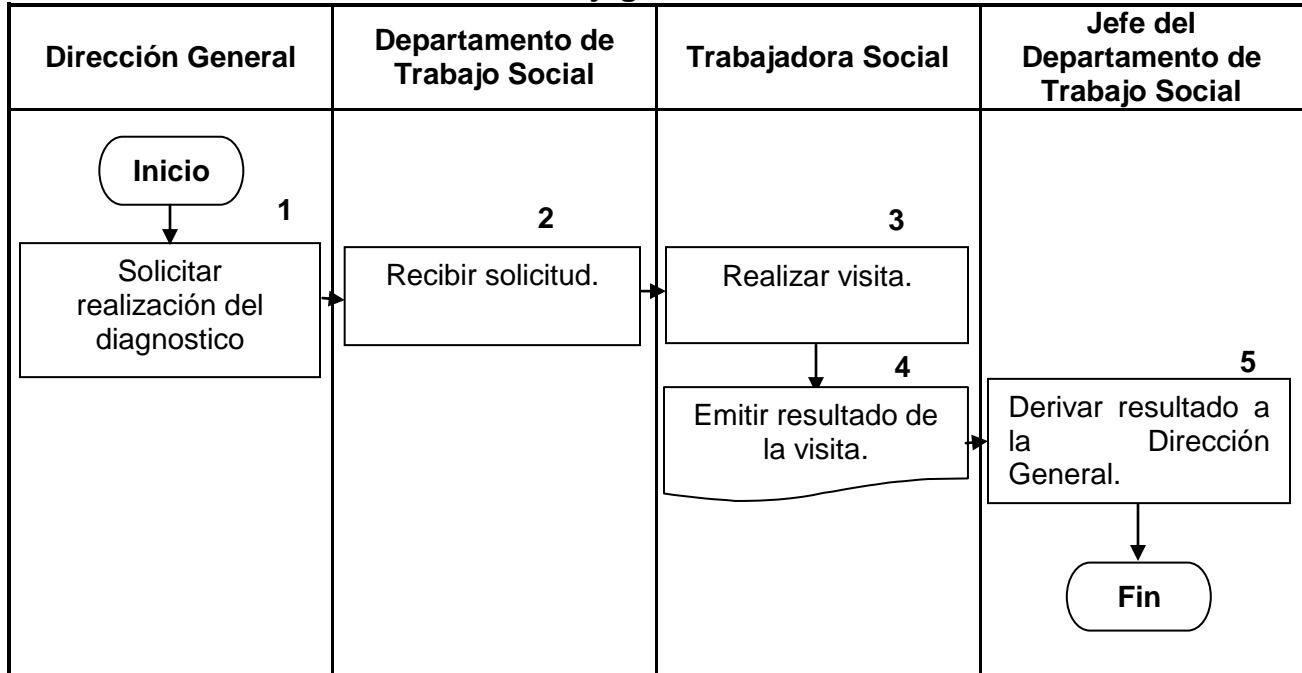 Dirección General
Departamento de
Trabajo Social
Trabajadora Social
Jefe del
Departamento de
Trabajo Social
Inicio
1
Solicitar
realización del
diagnostico
2
Recibir solicitud.
3
Realizar visita.
4
Emitir resultado de
la visita.
5
Derivar resultado a
la Dirección
General.
Fin